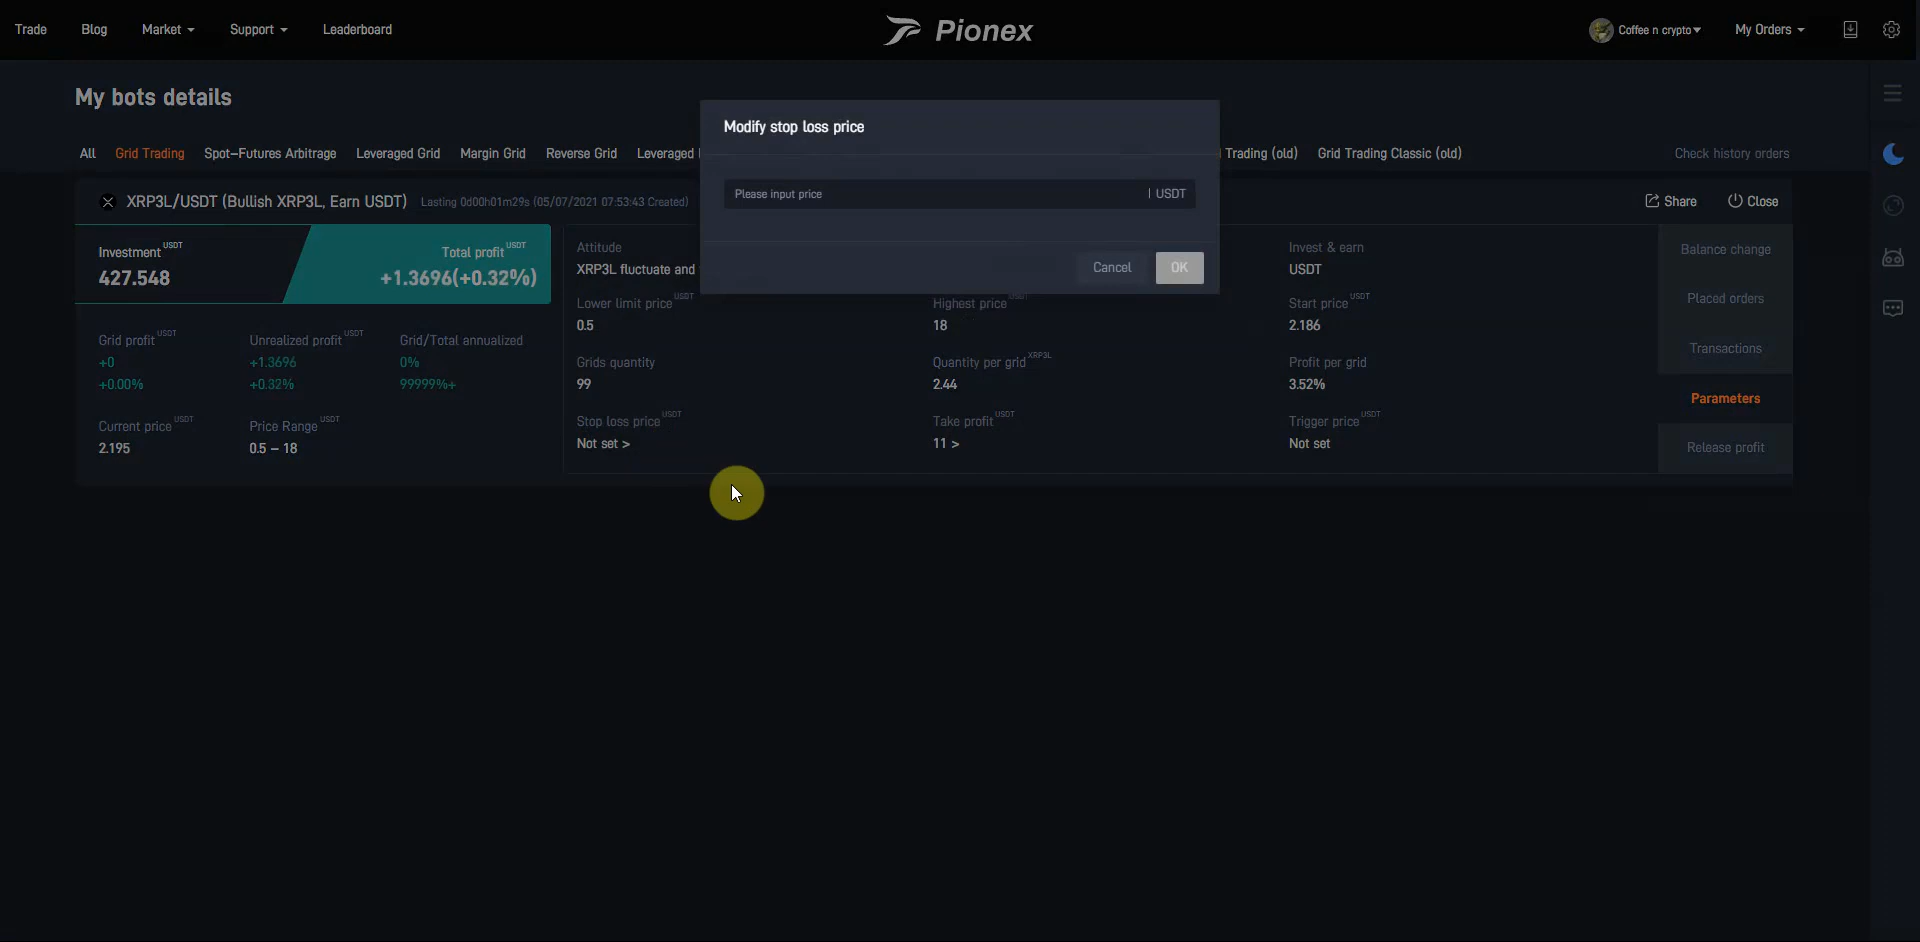 Trade Blog Market Support Leaderboard Pionex Coffee n crypto My Orders
My bots details
Modify stop loss price
All Grid Trading Spot-Futures Arbitrage Leveraged Grid Margin Grid Reverse Grid Leveraged Trading (old) Grid Trading Classic (old) Check history orders
Please input price | USDT
XRP3L/USDT (Bullish XRP3L, Earn USDT) Lasting 0d00h01m29s (05/07/2021 07:53:43 Created) Share Close
Investment USDT Total profit USDT
427.548 +1.3696(+0.32%)
Attitude Invest & earn
XRP3L fluctuate and USDT
Cancel OK
Lower limit price USDT Highest price USDT Start price USDT
0.5 18 2.186
Grid profit USDT Unrealized profit USDT Grid/Total annualized
+0 +1.3696 0%
+0.00% +0.32% 99999%+
Grids quantity Quantity per grid XRP3L Profit per grid
99 2.44 3.52%
Current price USDT Price Range USDT
2.195 0.5 – 18
Stop loss price USDT Take profit USDT Trigger price USDT
Not set > 11 > Not set
Balance change
Placed orders
Transactions
Parameters
Release profit